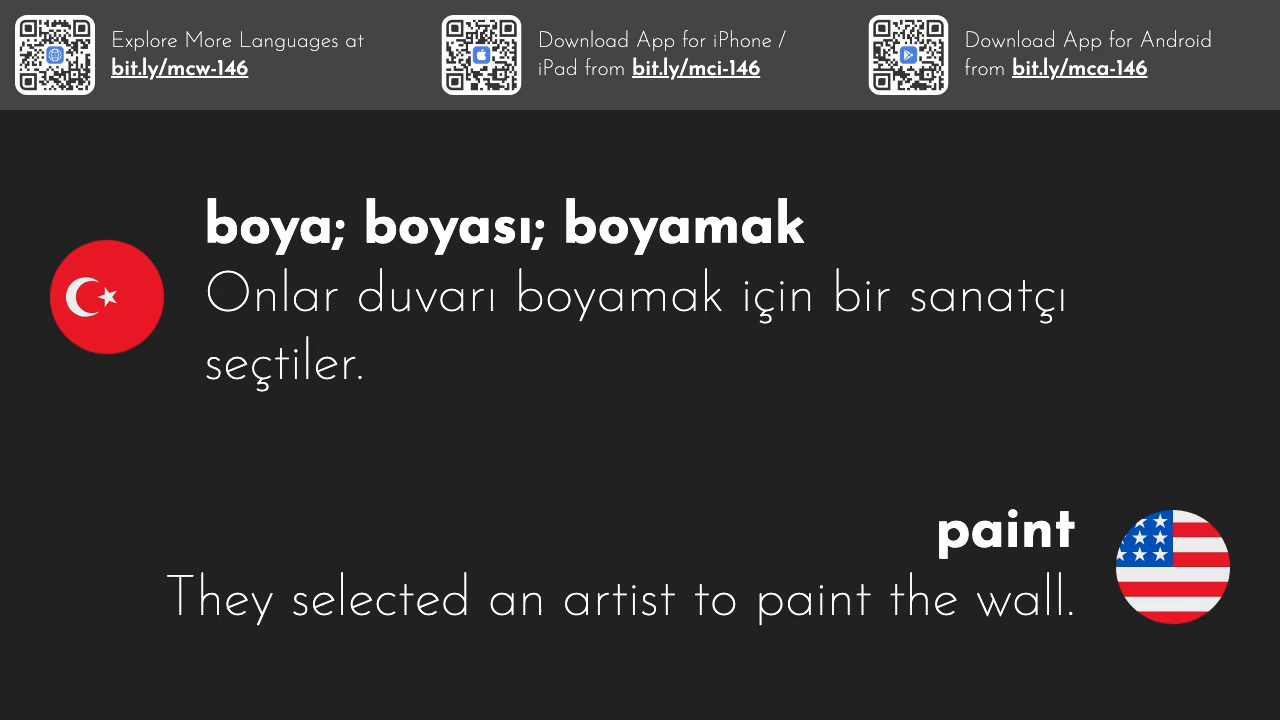 Explore More Languages at
bit.ly/mcw-146
Download App for iPhone /
iPad from bit.ly/mci-146
Download App for Android
from bit.ly/mca-146
boya; boyası; boyamak
Onlar duvarı boyamak için bir sanatçı
seçtiler.
paint
They selected an artist to paint the wall.